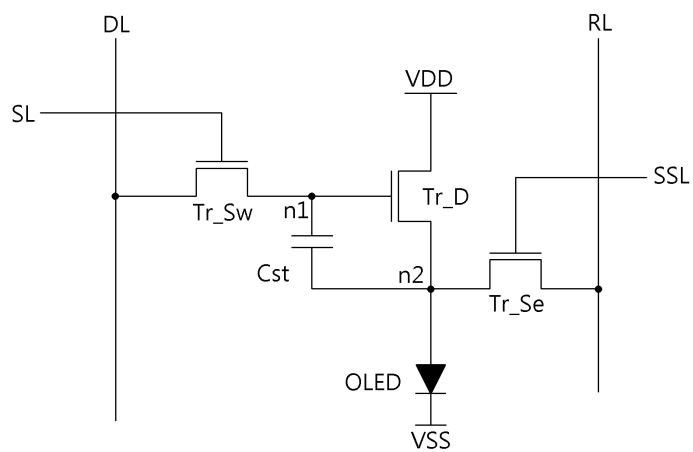 DL
RL
VDD
SL
SSL
Tr_D
n1
Tr_Sw
Cst
n2
Tr_Se
OLED
VSS